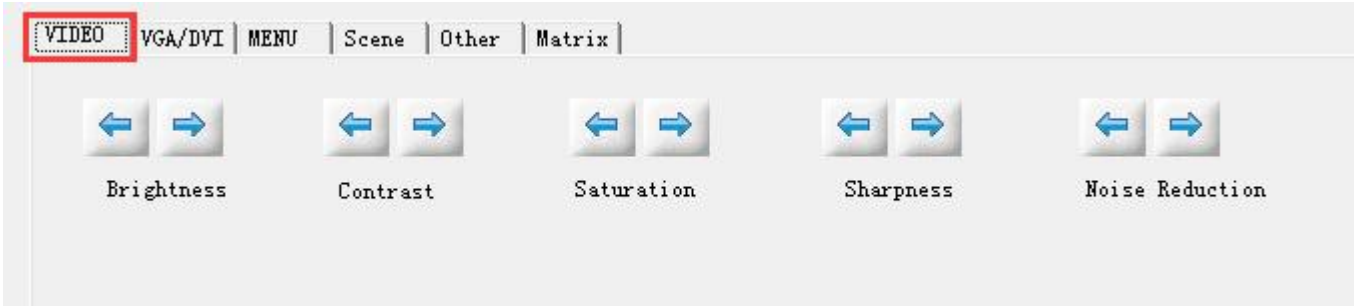 VIDEO VGA/DVI MENU Scene Other Matrix
Brightness Contrast Saturation Sharpness Noise Reduction